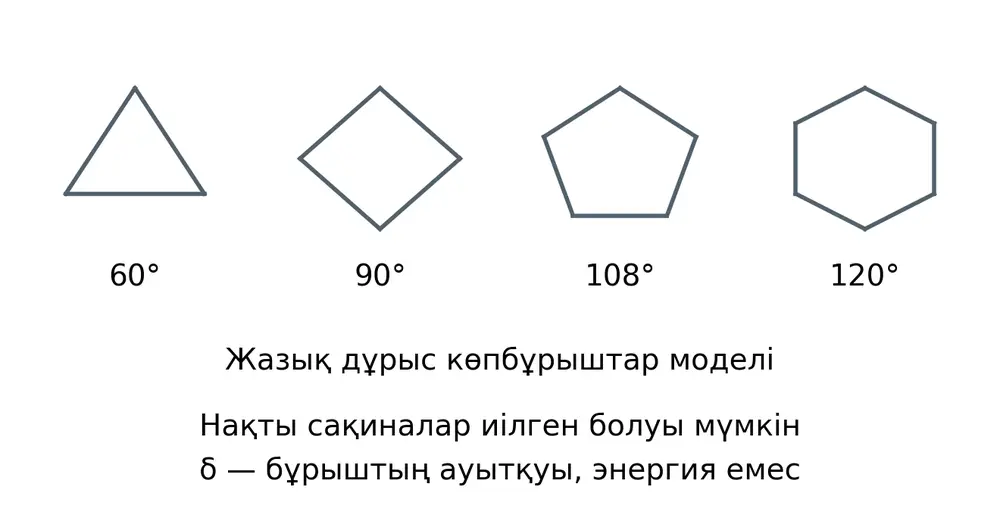 60° 90° 108° 120°
Жазық дұрыс көпбұрыштар моделі
Нақты сақиналар иілген болуы мүмкін
δ — бұрыштың ауытқуы, энергия емес